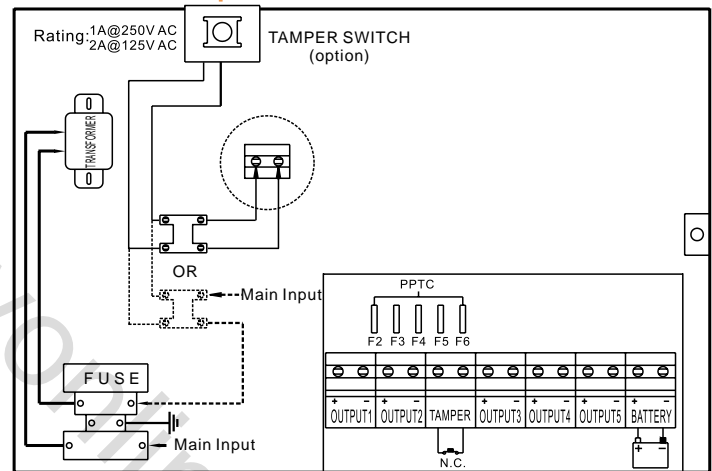 Rating:1A@250V AC
2A@125V AC
TAMPER SWITCH
(option)
TRANSFORMER
OR
Main Input
FUSE
Main Input
PPTC
F2 F3 F4 F5 F6
+ - + - + - + - + - + -
OUTPUT1 OUTPUT2 TAMPER OUTPUT3 OUTPUT4 OUTPUT5 BATTERY
N.C.
+ -